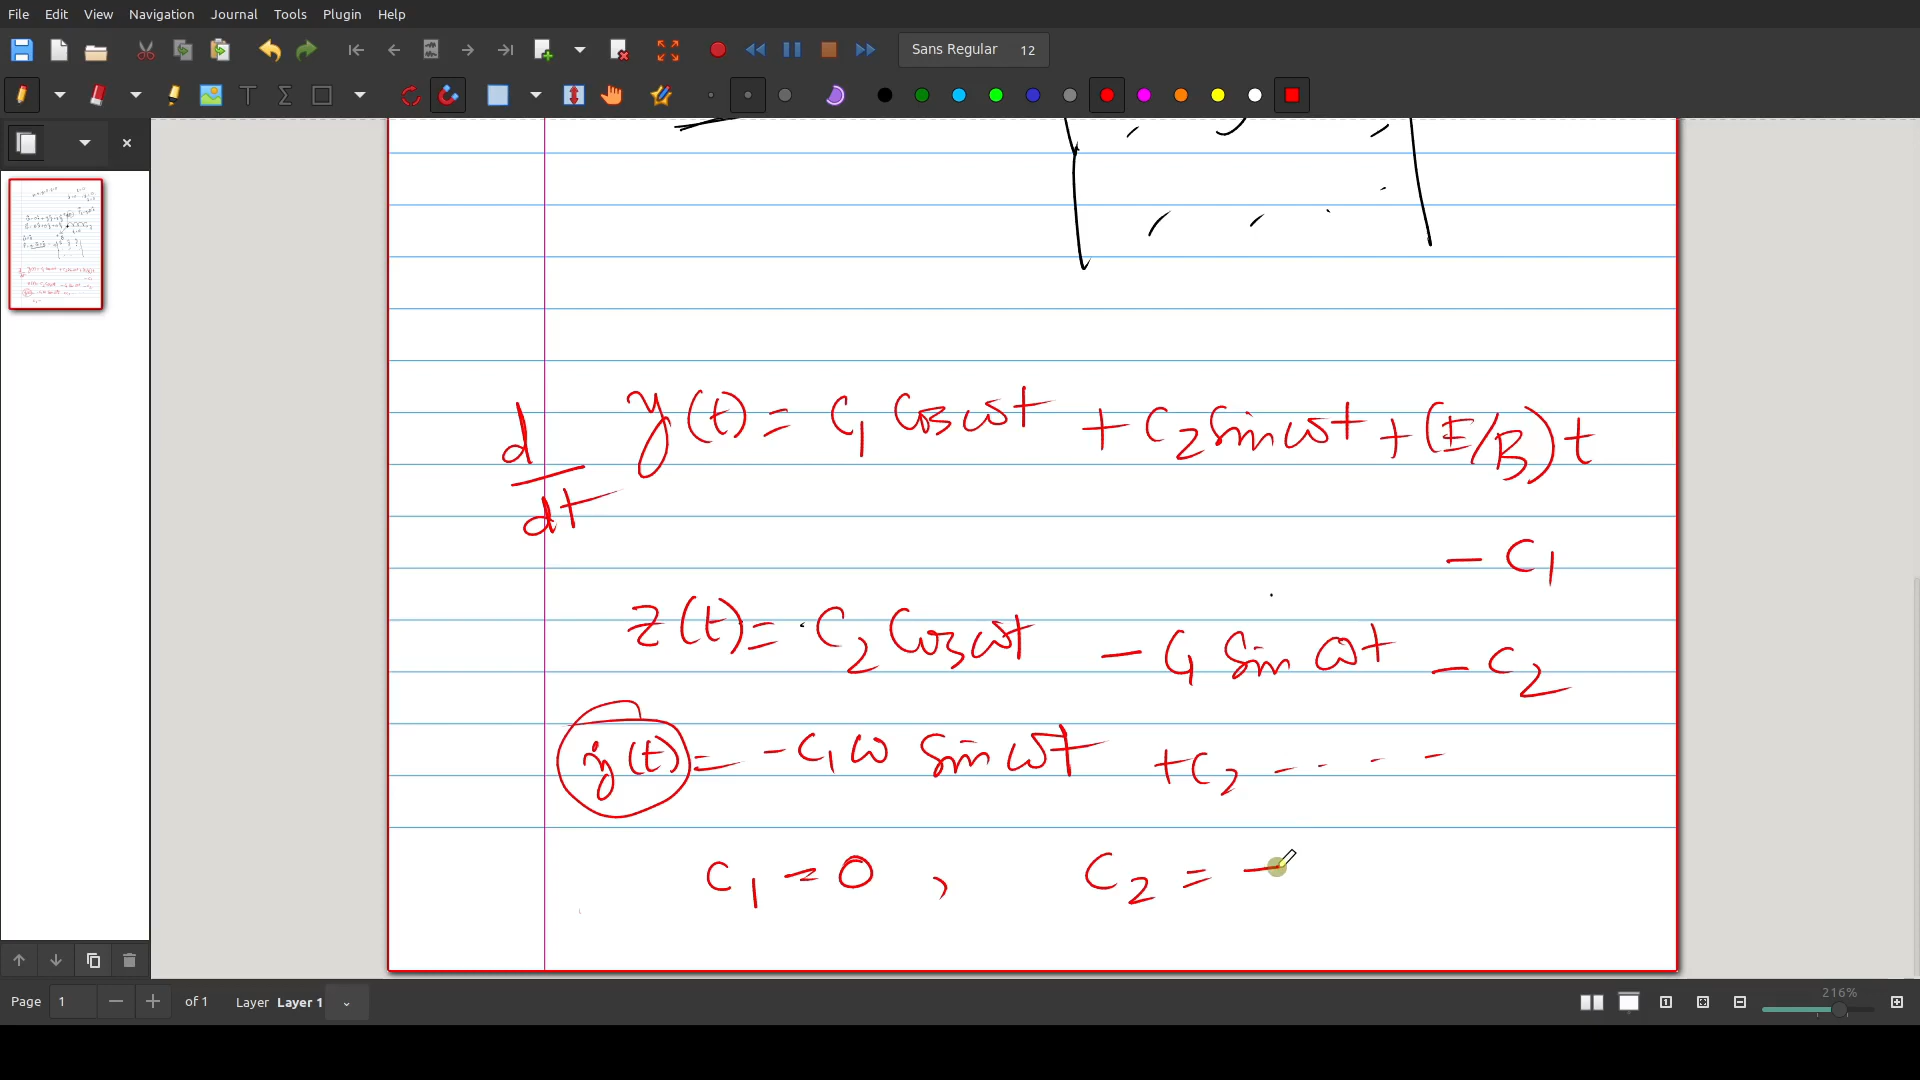 File Edit View Navigation Journal Tools Plugin Help
Sans Regular 12
d/dt y(t) = C₁ Cos ωt + C₂ Sin ωt + (E/B) t
- C₁
z(t) = C₂ Cos ωt - C₁ Sin ωt - C₂
ẏ(t) = - C₁ ω Sin ωt + C₂ - - - - -
C₁ = 0 , C₂ = -
216%
Page 1 of 1 Layer Layer 1